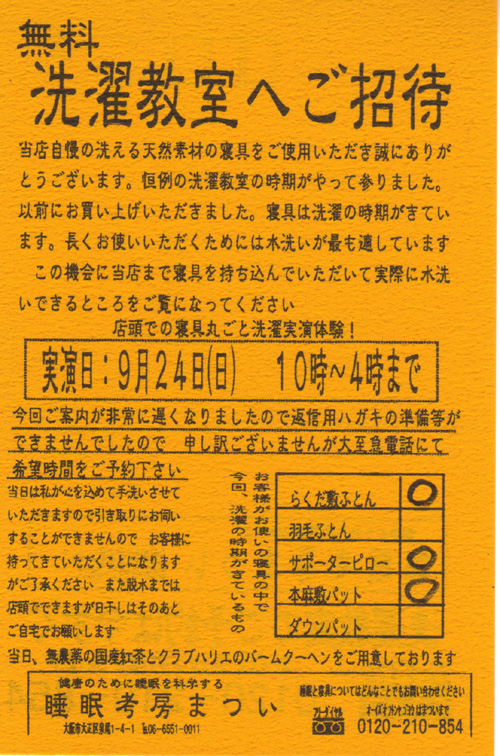 無料
洗濯教室へご招待
当店自慢の洗える天然素材の寝具をご使用いただき誠にありが
とうございます。恒例の洗濯教室の時期がやって参りました。
以前にお買い上げいただきました。寝具は洗濯の時期がきてい
ます。長くお使いいただくためには水洗いが最も適しています
この機会に当店まで寝具を持ち込んでいただいて実際に水洗
いできるところをご覧になってください
店頭での寝具丸ごと洗濯実演体験！
実演日：9月24日(日) 10時～4時まで
今回ご案内が非常に遅くなりましたので返信用ハガキの準備等が
できませんでしたので 申し訳ございませんが大至急電話にて
希望時間をご予約下さい
当日は私が心を込めて手洗いさせて
いただきますので引き取りにお伺い
することができませんので お客様に
持ってきていただくことになります
がご了承ください また脱水までは
店頭でできますが日干しはそのあと
ご自宅でお願いします
お客様がお使いの寝具の中で
今回、洗濯の時期がきているもの
らくだ敷ふとん ○
羽毛ふとん
サポーターピロー ○
本麻敷パット ○
ダウンパット
当日、無農薬の国産紅茶とクラブハリエのバームクーヘンをご用意しております
健康のために睡眠を科学する
睡眠考房まつい
大阪市大正区泉尾1-4-1 ℡06-6551-0011
睡眠と寝具についてはどんなことでもお問い合わせください
フリーダイヤル
オーイズオフトンヤゴヨウはまついまで
0120-210-854